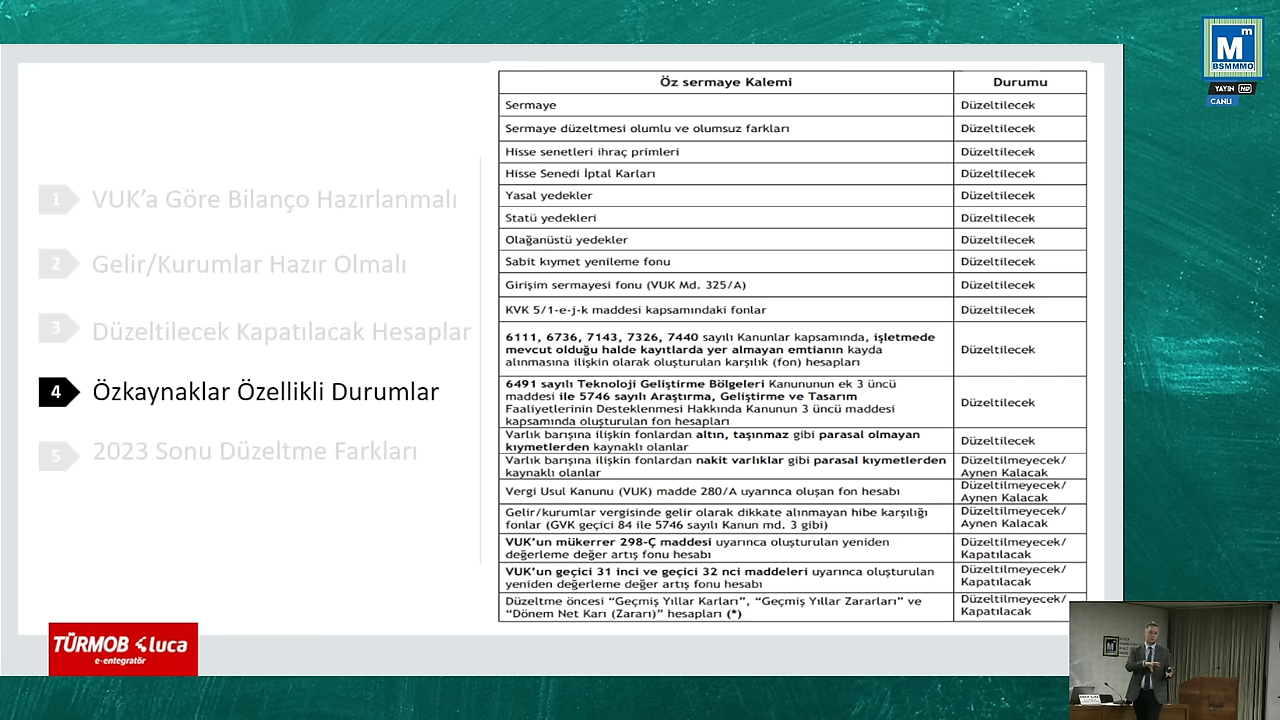 1 VUK’a Göre Bilanço Hazırlanmalı
2 Gelir/Kurumlar Hazır Olmalı
3 Düzeltilecek Kapatılacak Hesaplar
4 Özkaynaklar Özellikli Durumlar
5 2023 Sonu Düzeltme Farkları
Öz sermaye Kalemi Durumu
Sermaye Düzeltilecek
Sermaye düzeltmesi olumlu ve olumsuz farkları Düzeltilecek
Hisse senetleri ihraç primleri Düzeltilecek
Hisse Senedi İptal Karları Düzeltilecek
Yasal yedekler Düzeltilecek
Statü yedekleri Düzeltilecek
Olağanüstü yedekler Düzeltilecek
Sabit kıymet yenileme fonu Düzeltilecek
Girişim sermayesi fonu (VUK Md. 325/A) Düzeltilecek
KVK 5/1-e-j-k maddesi kapsamındaki fonlar Düzeltilecek
6111, 6736, 7143, 7326, 7440 sayılı Kanunlar kapsamında, işletmede
mevcut olduğu halde kayıtlarda yer almayan emtianın kayda
alınmasına ilişkin olarak oluşturulan karşılık (fon) hesapları
Düzeltilecek
6491 sayılı Teknoloji Geliştirme Bölgeleri Kanununun ek 3 üncü
maddesi ile 5746 sayılı Araştırma, Geliştirme ve Tasarım
Faaliyetlerinin Desteklenmesi Hakkında Kanunun 3 üncü maddesi
kapsamında oluşturulan fon hesapları
Düzeltilecek
Varlık barışına ilişkin fonlardan altın, taşınmaz gibi parasal olmayan
kıymetlerden kaynaklı olanlar
Düzeltilecek
Varlık barışına ilişkin fonlardan nakit varlıklar gibi parasal kıymetlerden
kaynaklı olanlar
Düzeltilmeyecek/
Aynen Kalacak
Vergi Usul Kanunu (VUK) madde 280/A uyarınca oluşan fon hesabı
Düzeltilmeyecek/
Aynen Kalacak
Gelir/kurumlar vergisinde gelir olarak dikkate alınmayan hibe karşılığı
fonlar (GVK geçici 84 ile 5746 sayılı Kanun md. 3 gibi)
Düzeltilmeyecek/
Aynen Kalacak
VUK’un mükerrer 298-Ç maddesi uyarınca oluşturulan yeniden
değerleme değer artış fonu hesabı
Düzeltilmeyecek/
Kapatılacak
VUK’un geçici 31 inci ve geçici 32 nci maddeleri uyarınca oluşturulan
yeniden değerleme değer artış fonu hesabı
Düzeltilmeyecek/
Kapatılacak
Düzeltme öncesi “Geçmiş Yıllar Karları”, “Geçmiş Yıllar Zararları” ve
“Dönem Net Karı (Zararı)” hesapları (*)
Düzeltilmeyecek/
Kapatılacak
TÜRMOB luca
e-entegratör
Mm
BSMMMO
YAYIN HD
CANLI